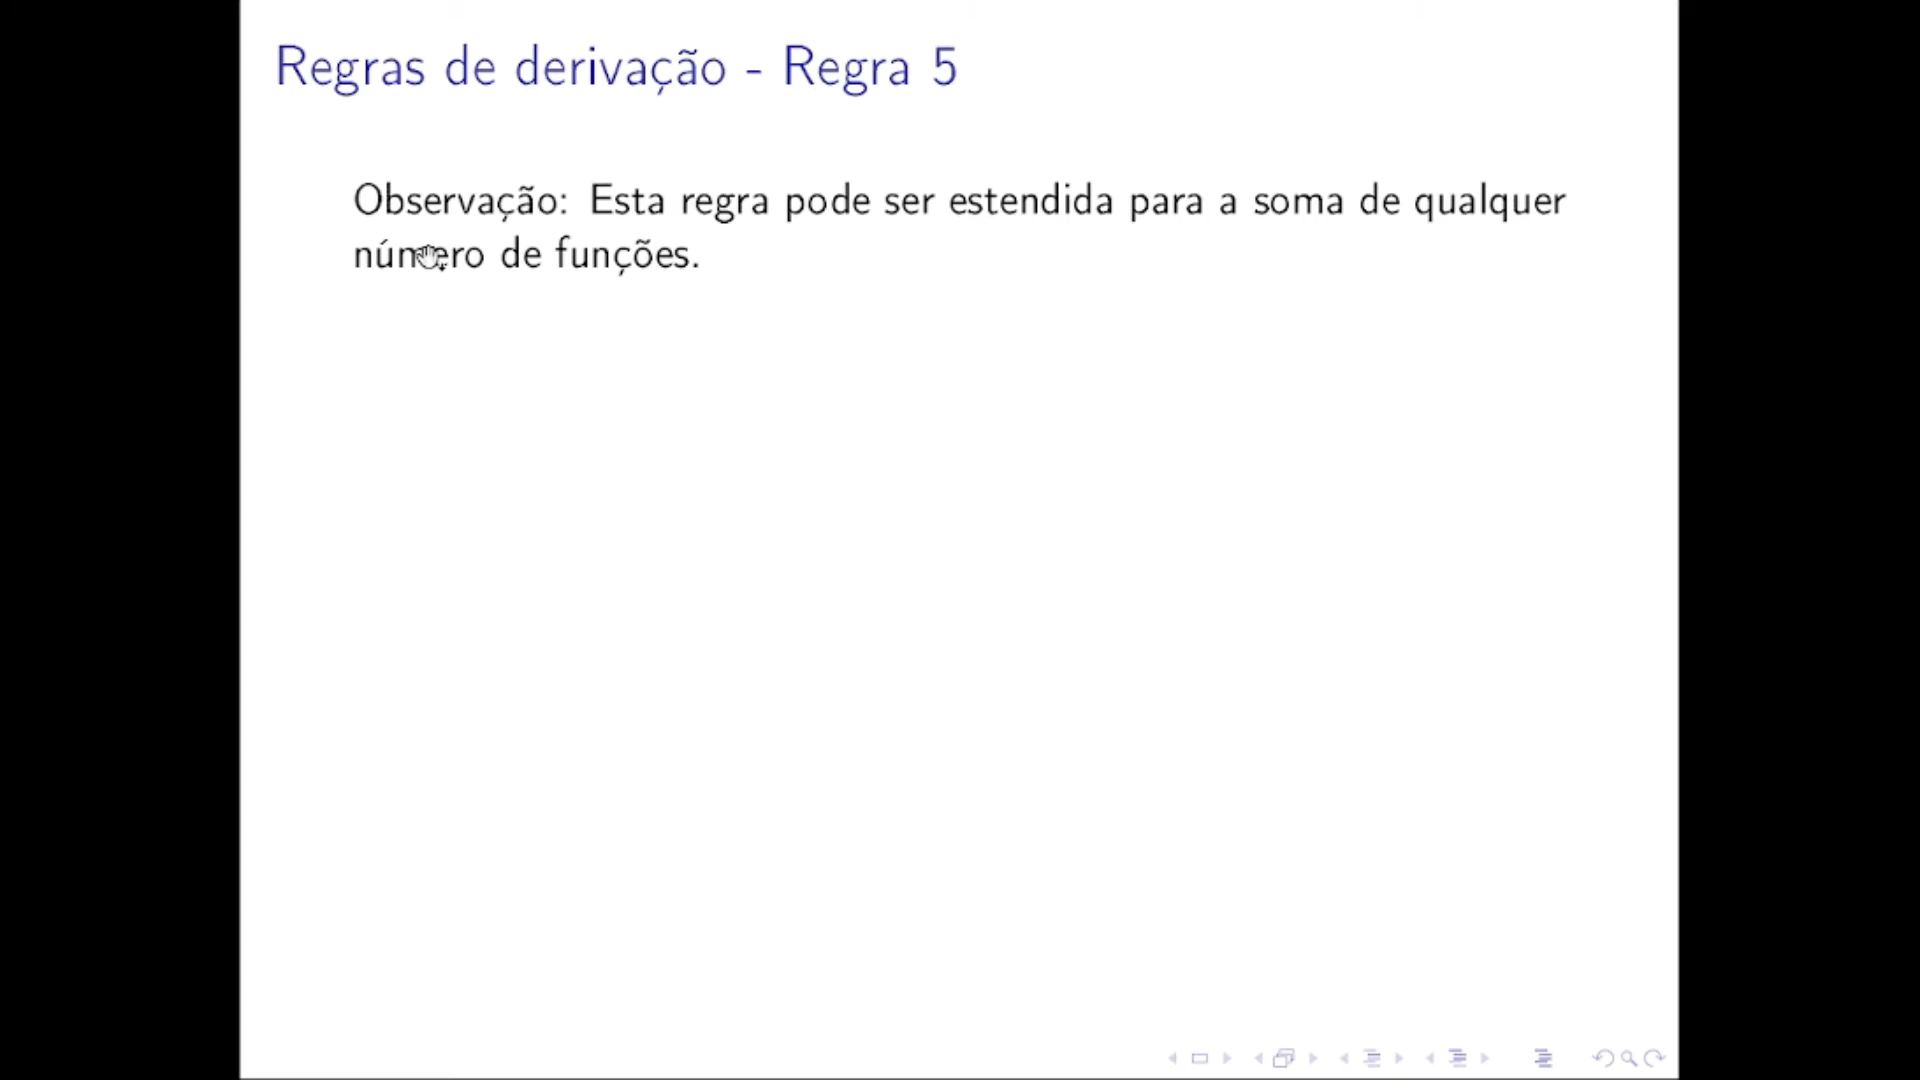 Regras de derivação - Regra 5
Observação: Esta regra pode ser estendida para a soma de qualquer
número de funções.